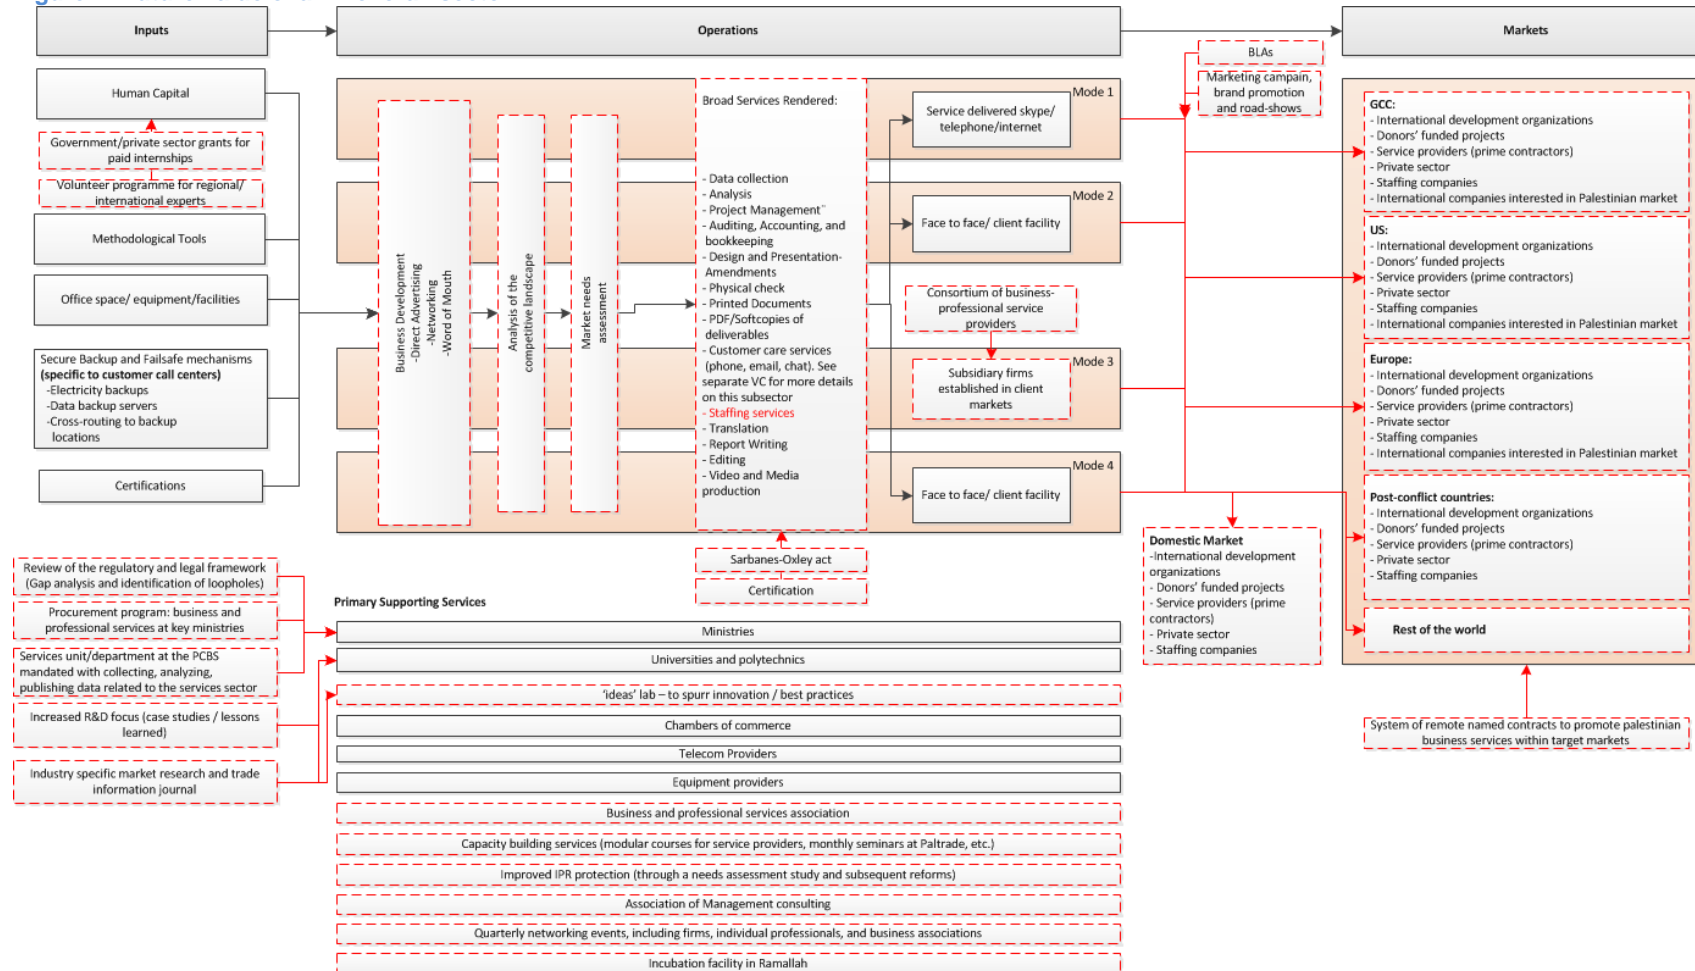 Inputs
Operations
Markets
BLAs
Marketing campain,
brand promotion
and road-shows
Human Capital
Government/private sector grants for
paid internships
Volunteer programme for regional/
international experts
Methodological Tools
Office space/ equipment/facilities
Secure Backup and Failsafe mechanisms
(specific to customer call centers)
-Electricity backups
-Data backup servers
-Cross-routing to backup
locations
Certifications
Business Development
-Direct Advertising
-Networking
-Word of Mouth
Analysis of the
competitive landscape
Market needs
assessment
Broad Services Rendered:
- Data collection
- Analysis
- Project Management
- Auditing, Accounting, and
bookkeeping
- Design and Presentation-
Amendments
- Physical check
- Printed Documents
- PDF/Softcopies of
deliverables
- Customer care services
(phone, email, chat). See
separate VC for more details
on this subsector
- Staffing services
- Translation
- Report Writing
- Editing
- Video and Media
production
Mode 1
Service delivered skype/
telephone/internet
Mode 2
Face to face/ client facility
Consortium of business-
professional service
providers
Mode 3
Subsidiary firms
established in client
markets
Mode 4
Face to face/ client facility
Sarbanes-Oxley act
Certification
GCC:
- International development organizations
- Donors' funded projects
- Service providers (prime contractors)
- Private sector
- Staffing companies
- International companies interested in Palestinian market
US:
- International development organizations
- Donors' funded projects
- Service providers (prime contractors)
- Private sector
- Staffing companies
- International companies interested in Palestinian market
Europe:
- International development organizations
- Donors' funded projects
- Service providers (prime contractors)
- Private sector
- Staffing companies
- International companies interested in Palestinian market
Post-conflict countries:
- International development organizations
- Donors' funded projects
- Service providers (prime contractors)
- Private sector
- Staffing companies
Rest of the world
Domestic Market
-International development
organizations
- Donors' funded projects
- Service providers (prime
contractors)
- Private sector
- Staffing companies
System of remote named contracts to promote palestinian
business services within target markets
Review of the regulatory and legal framework
(Gap analysis and identification of loopholes)
Procurement program: business and
professional services at key ministries
Services unit/department at the PCBS
mandated with collecting, analyzing,
publishing data related to the services sector
Increased R&D focus (case studies / lessons
learned)
Industry specific market research and trade
information journal
Primary Supporting Services
Ministries
Universities and polytechnics
'ideas' lab – to spurr innovation / best practices
Chambers of commerce
Telecom Providers
Equipment providers
Business and professional services association
Capacity building services (modular courses for service providers, monthly seminars at Paltrade, etc.)
Improved IPR protection (through a needs assessment study and subsequent reforms)
Association of Management consulting
Quarterly networking events, including firms, individual professionals, and business associations
Incubation facility in Ramallah